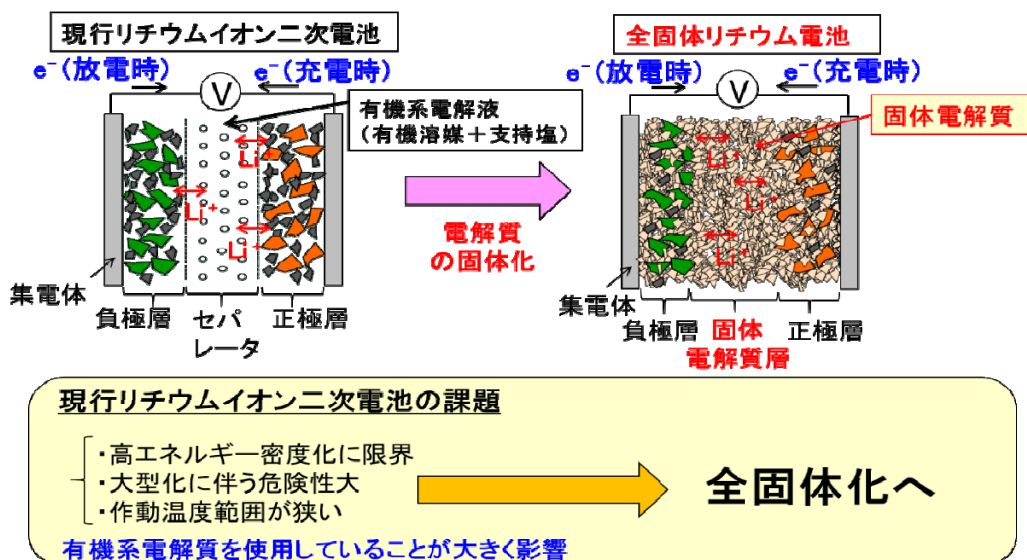 現行リチウムイオン二次電池
e⁻(放電時)
e⁻(充電時)
V
有機系電解液
(有機溶媒+支持塩)
Li
Li⁺
Li⁺
集電体
負極層
セパ
レータ
正極層
電解質
の固体化
全固体リチウム電池
e⁻(放電時)
e⁻(充電時)
V
固体電解質
Li⁺
Li⁺
Li⁺
集電体
負極層
固体
電解質層
正極層
現行リチウムイオン二次電池の課題
・高エネルギー密度化に限界
・大型化に伴う危険性大
・作動温度範囲が狭い
有機系電解質を使用していることが大きく影響
全固体化へ